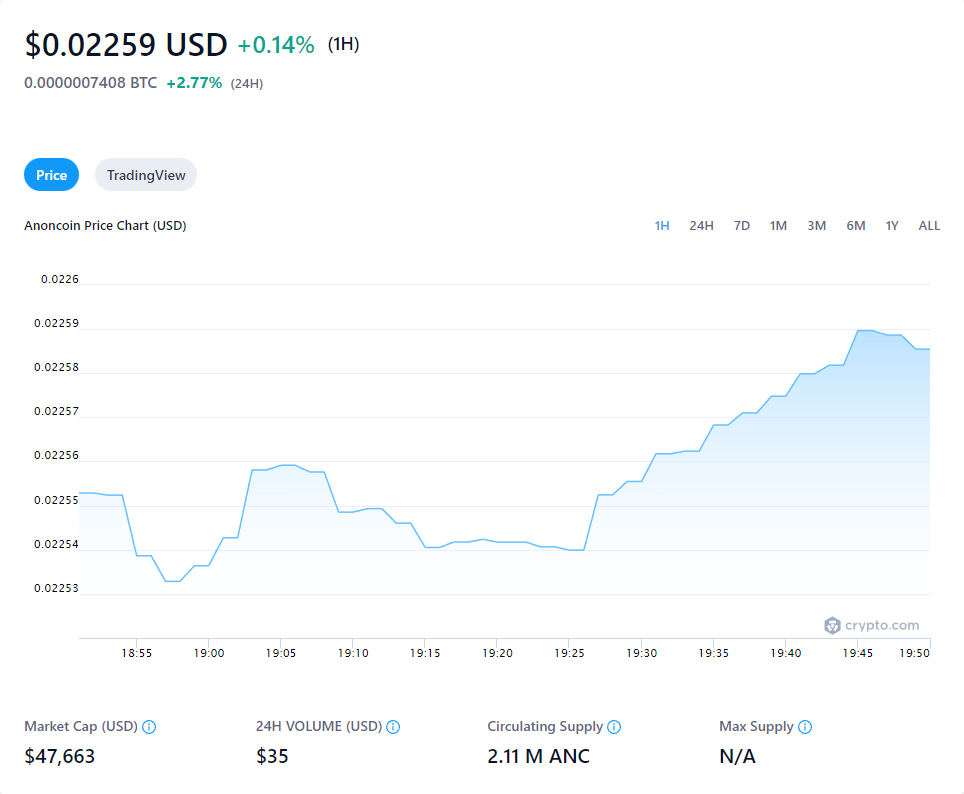 $0.02259 USD +0.14% (1H)
0.0000007408 BTC +2.77% (24H)
Price TradingView
Anoncoin Price Chart (USD) 1H 24H 7D 1M 3M 6M 1Y ALL
0.0226
0.02259
0.02258
0.02257
0.02256
0.02255
0.02254
0.02253
crypto.com
18:55 19:00 19:05 19:10 19:15 19:20 19:25 19:30 19:35 19:40 19:45 19:50
Market Cap (USD) 24H VOLUME (USD) Circulating Supply Max Supply
$47,663 $35 2.11 M ANC N/A